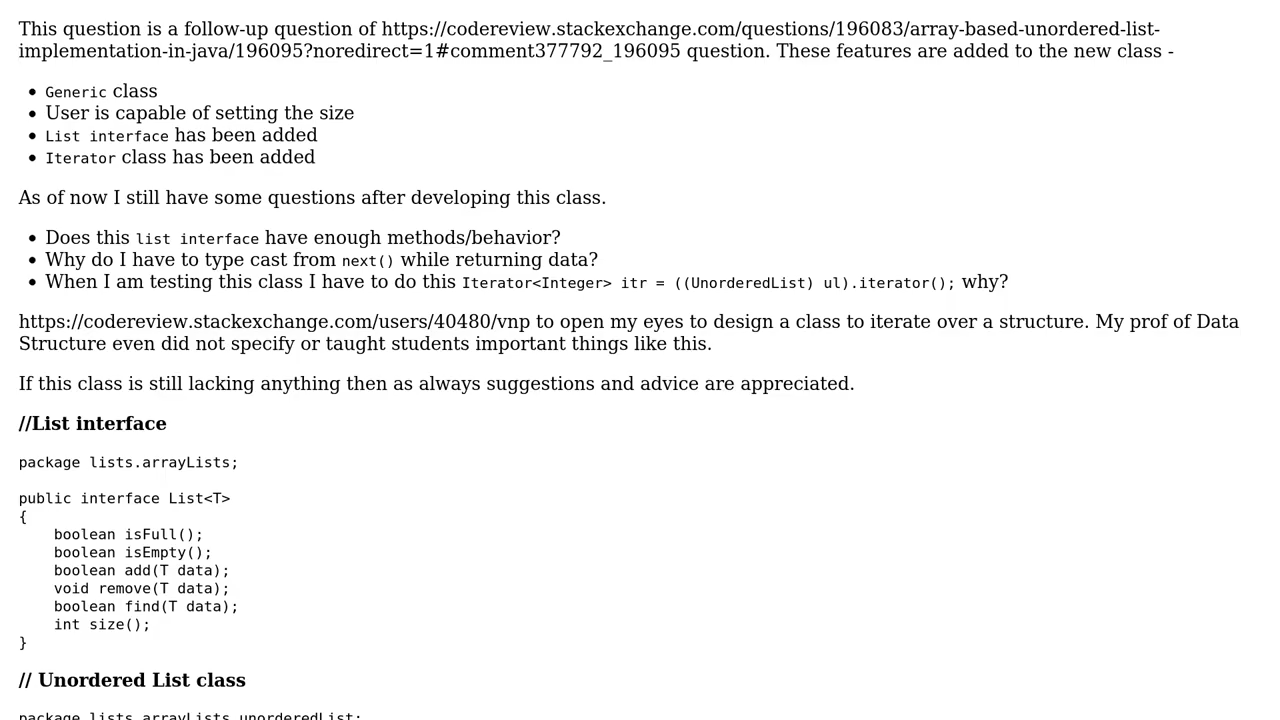 This question is a follow-up question of https://codereview.stackexchange.com/questions/196083/array-based-unordered-list-
implementation-in-java/196095?noredirect=1#comment377792_196095 question. These features are added to the new class -
• Generic class
• User is capable of setting the size
• List interface has been added
• Iterator class has been added
As of now I still have some questions after developing this class.
• Does this list interface have enough methods/behavior?
• Why do I have to type cast from next() while returning data?
• When I am testing this class I have to do this Iterator<Integer> itr = ((UnorderedList) ul).iterator(); why?
https://codereview.stackexchange.com/users/40480/vnp to open my eyes to design a class to iterate over a structure. My prof of Data
Structure even did not specify or taught students important things like this.
If this class is still lacking anything then as always suggestions and advice are appreciated.
//List interface
package lists.arrayLists;
public interface List<T>
{
    boolean isFull();
    boolean isEmpty();
    boolean add(T data);
    void remove(T data);
    boolean find(T data);
    int size();
}
// Unordered List class
package lists.arrayLists.unorderedList;